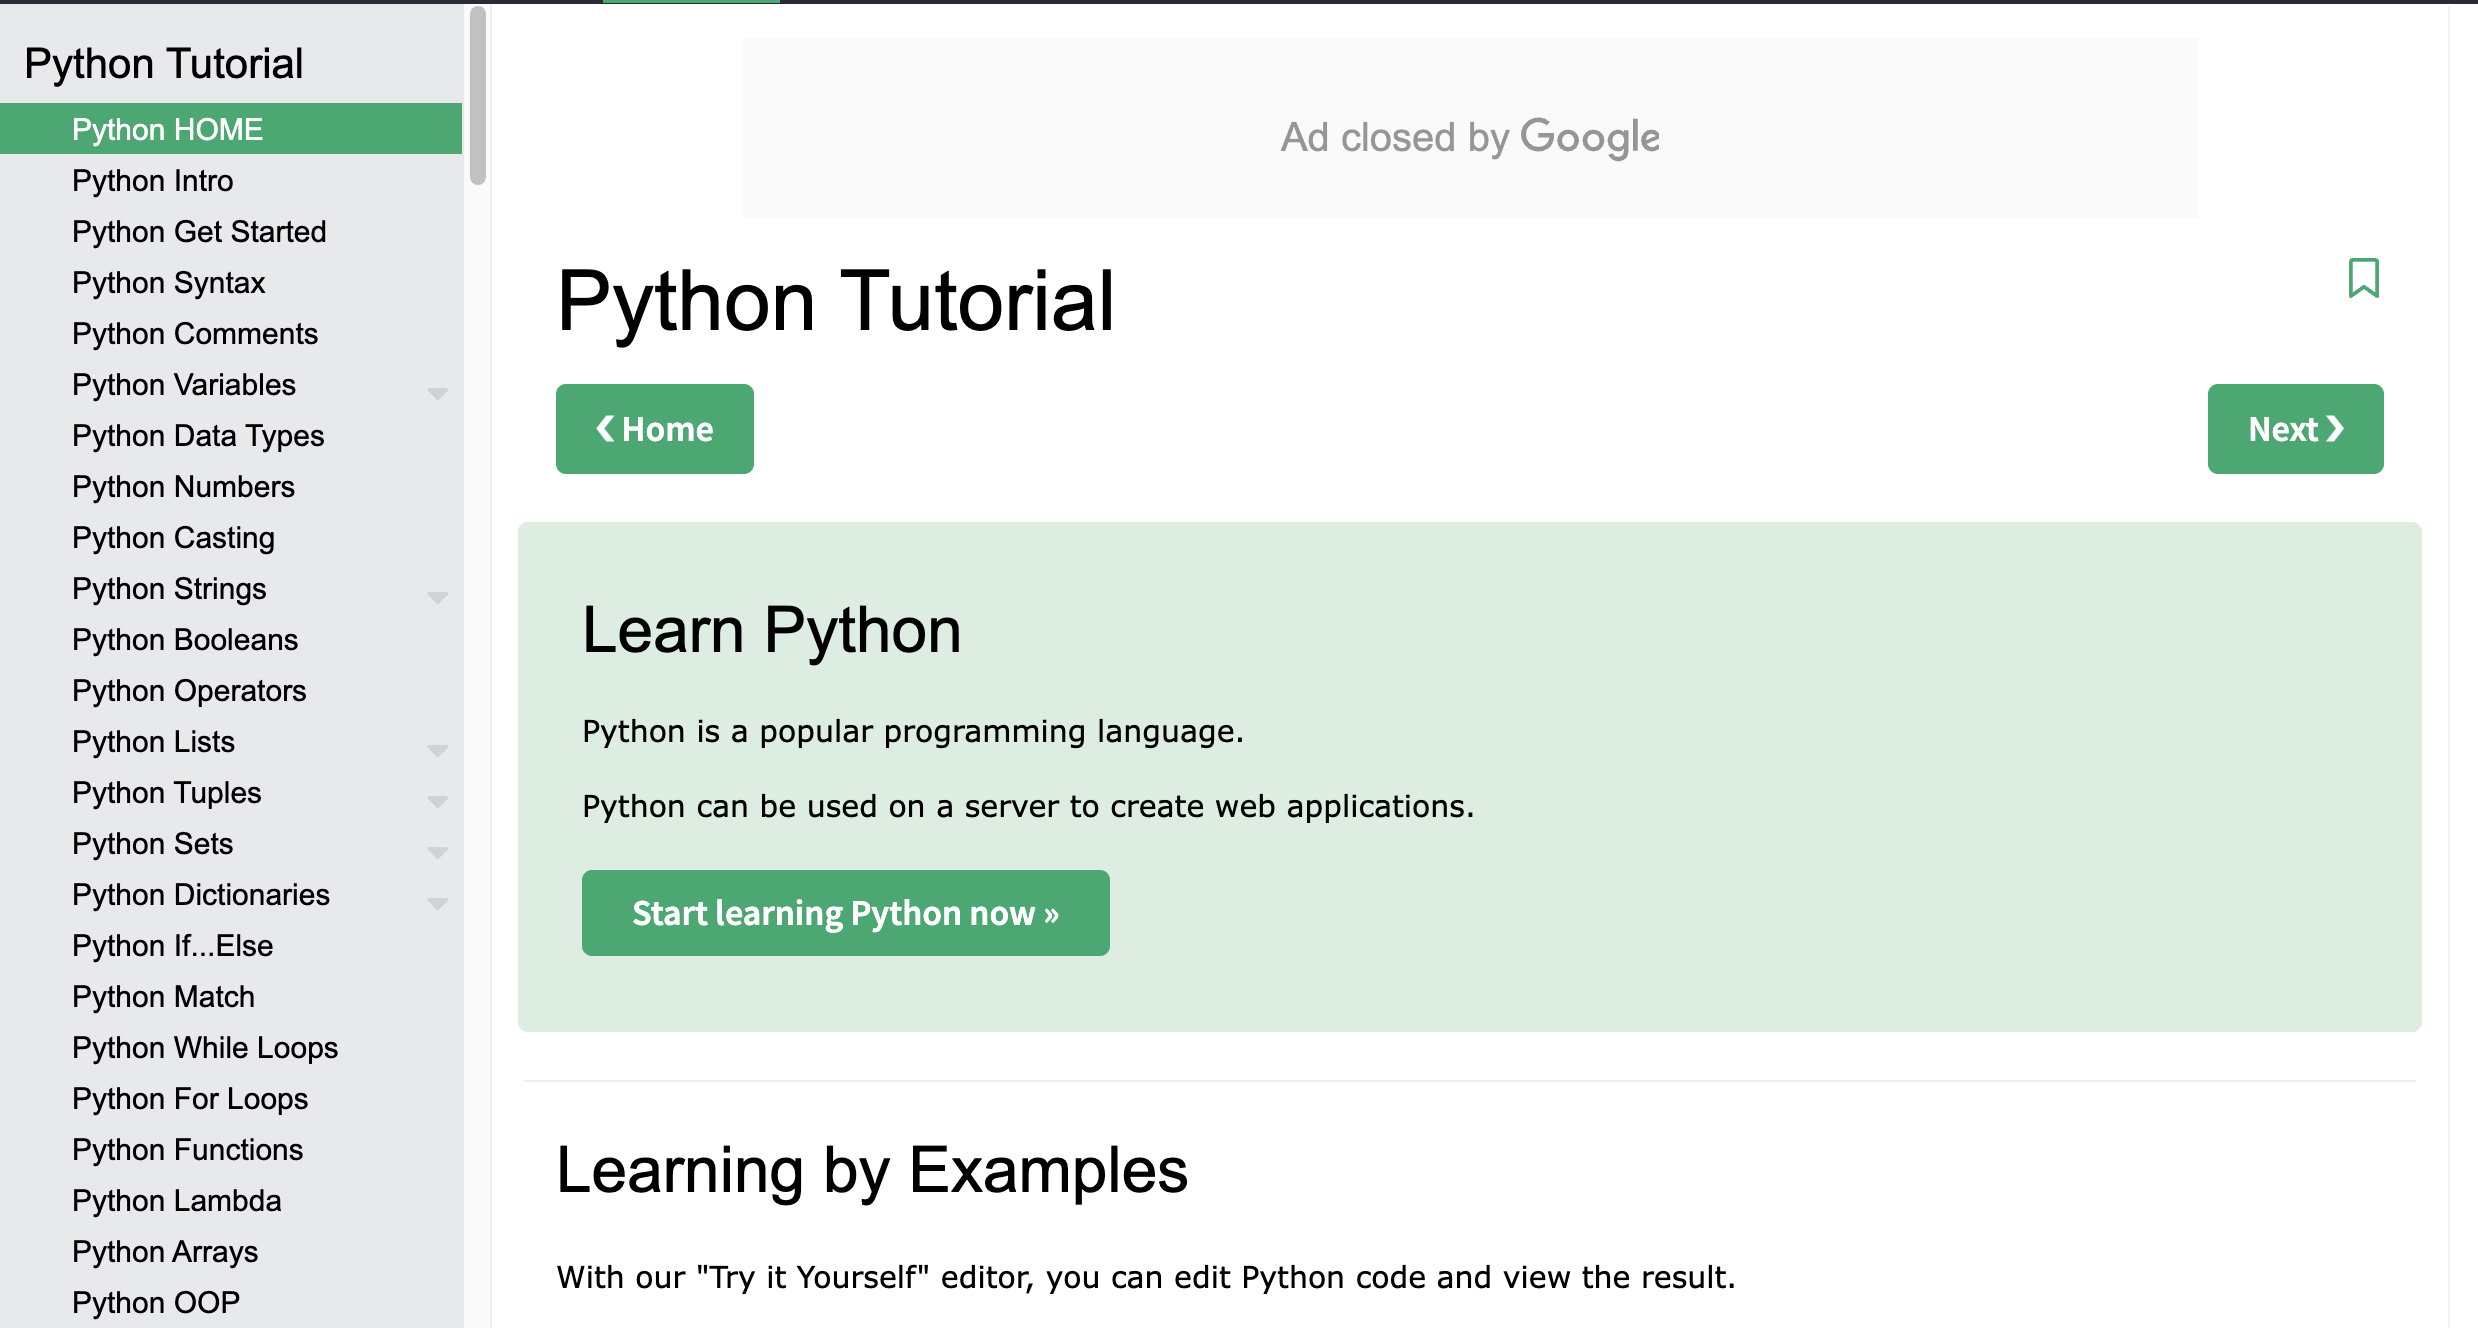 Python Tutorial
Python HOME
Python Intro
Python Get Started
Python Syntax
Python Comments
Python Variables
Python Data Types
Python Numbers
Python Casting
Python Strings
Python Booleans
Python Operators
Python Lists
Python Tuples
Python Sets
Python Dictionaries
Python If...Else
Python Match
Python While Loops
Python For Loops
Python Functions
Python Lambda
Python Arrays
Python OOP
Ad closed by Google
Python Tutorial
❮ Home
Next ❯
Learn Python
Python is a popular programming language.
Python can be used on a server to create web applications.
Start learning Python now »
Learning by Examples
With our "Try it Yourself" editor, you can edit Python code and view the result.